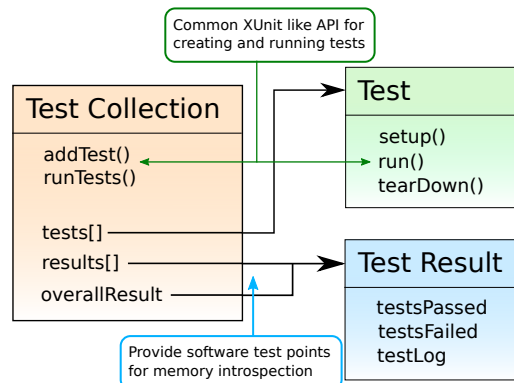 Common XUnit like API for
creating and running tests
Test Collection
addTest()
runTests()
tests[]
results[]
overallResult
Test
setup()
run()
tearDown()
Test Result
testsPassed
testsFailed
testLog
Provide software test points
for memory introspection